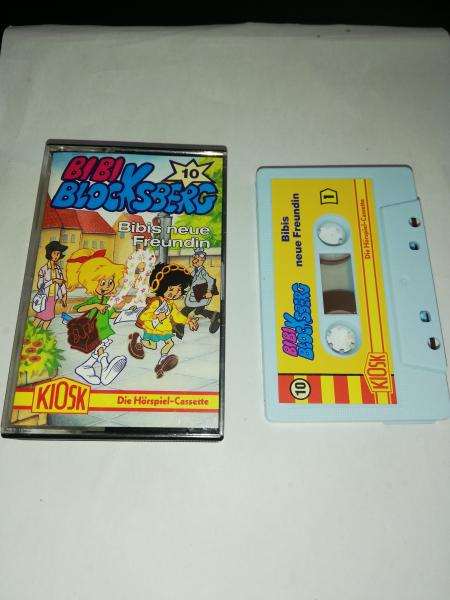 BIBI
BLOCKSBERG
10
Bibis neue
Freundin
KIOSK
Die Hörspiel-Cassette
10
BIBI
BLOCKSBERG
Bibis
neue Freundin
1
KIOSK
Die Hörspiel-Cassette